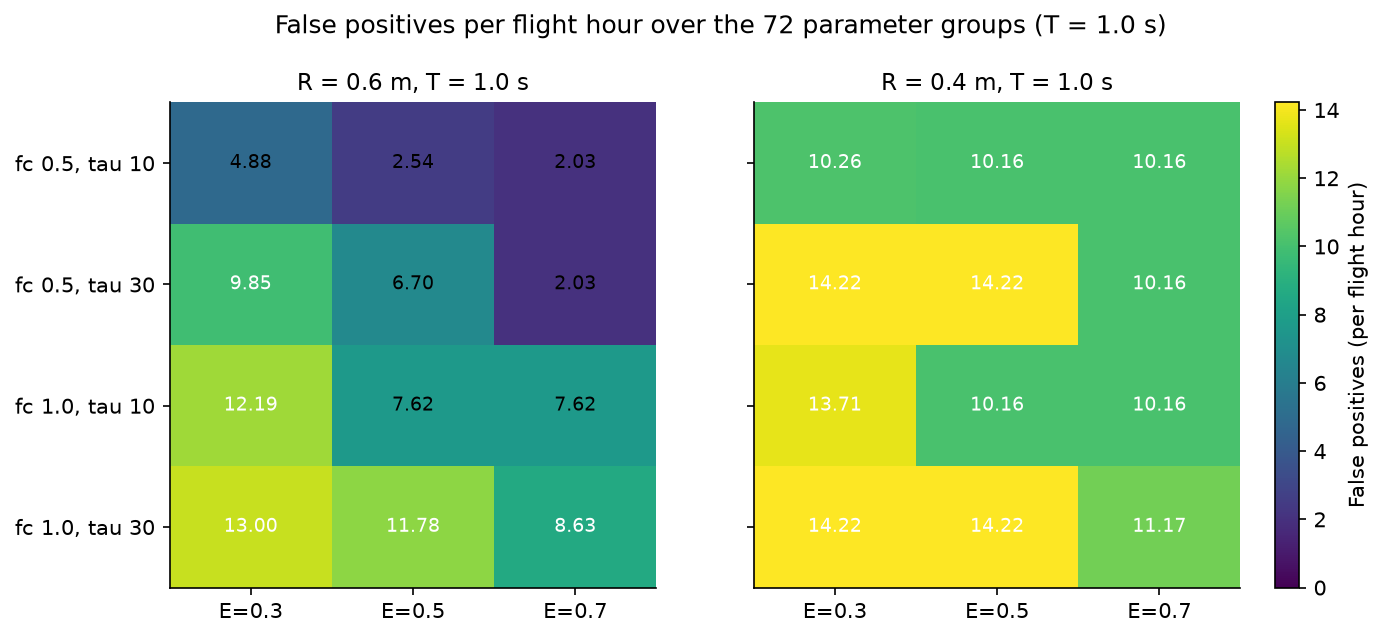 False positives per flight hour over the 72 parameter groups (T = 1.0 s)
R = 0.6 m, T = 1.0 s
R = 0.4 m, T = 1.0 s
fc 0.5, tau 10
4.88 2.54 2.03
10.26 10.16 10.16
fc 0.5, tau 30
9.85 6.70 2.03
14.22 14.22 10.16
fc 1.0, tau 10
12.19 7.62 7.62
13.71 10.16 10.16
fc 1.0, tau 30
13.00 11.78 8.63
14.22 14.22 11.17
E=0.3 E=0.5 E=0.7
E=0.3 E=0.5 E=0.7
14
12
10
8
6
4
2
0
False positives (per flight hour)